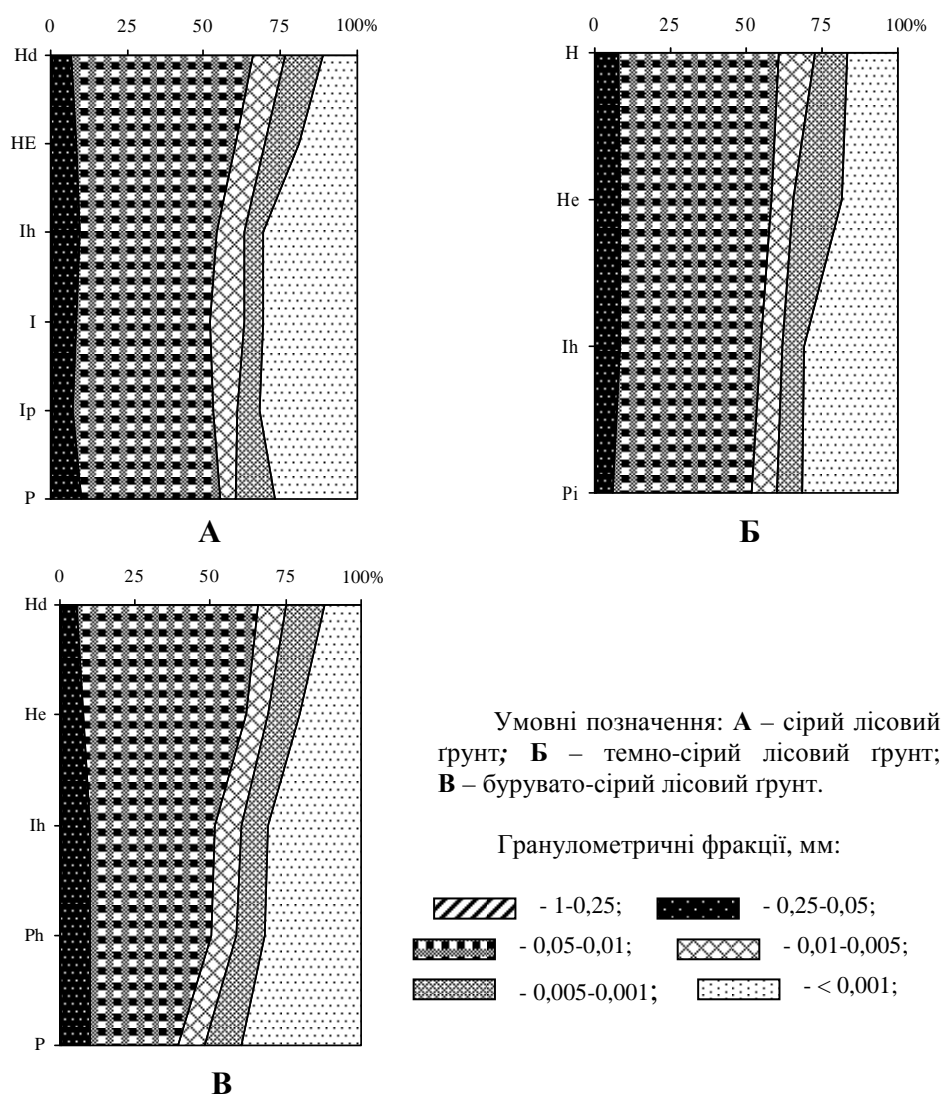 0 25 50 75 100%
Hd
HE
Ih
I
Ip
P
А
0 25 50 75 100%
H
He
Ih
Pi
Б
0 25 50 75 100%
Hd
He
Ih
Ph
P
В
Умовні позначення: А – сірий лісовий
ґрунт; Б – темно-сірий лісовий ґрунт;
В – бурувато-сірий лісовий ґрунт.
Гранулометричні фракції, мм:
- 1-0,25; - 0,25-0,05;
- 0,05-0,01; - 0,01-0,005;
- 0,005-0,001; - < 0,001;